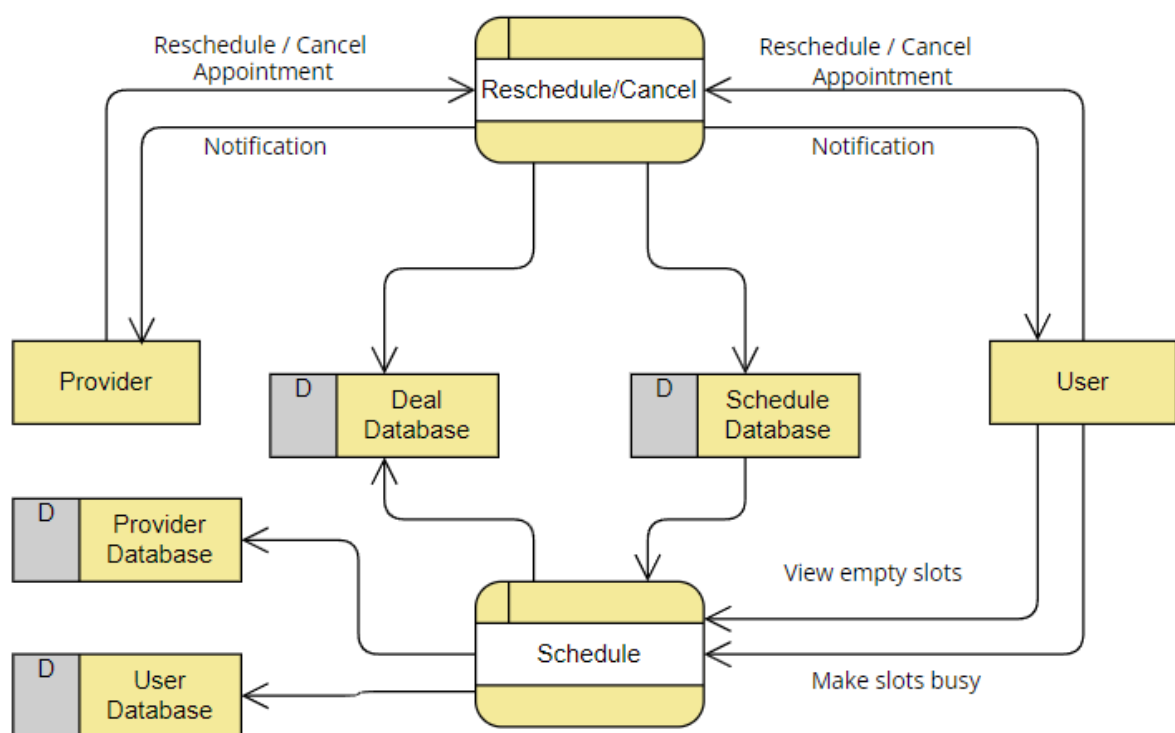 Reschedule / Cancel
Appointment
Reschedule/Cancel
Reschedule / Cancel
Appointment
Notification
Notification
Provider
D
Deal
Database
D
Schedule
Database
User
D
Provider
Database
View empty slots
D
User
Database
Schedule
Make slots busy